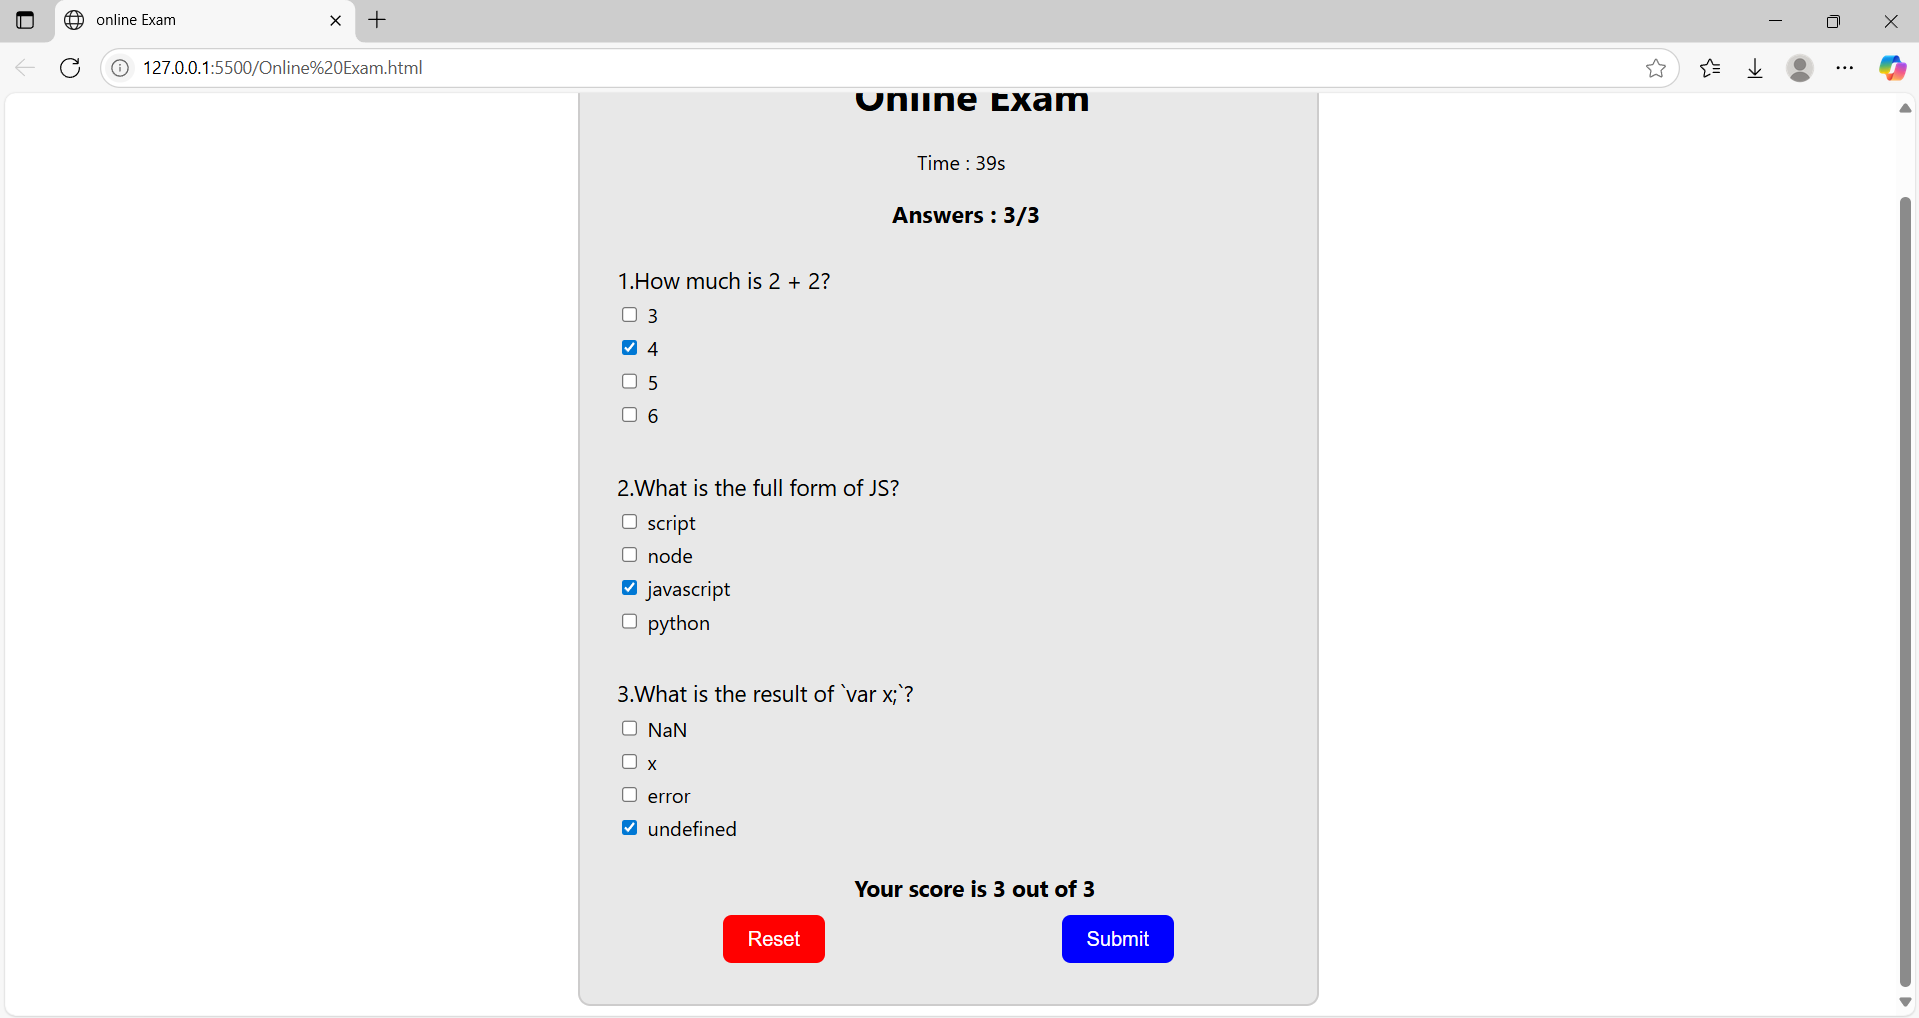 online Exam
127.0.0.1:5500/Online%20Exam.html
Online Exam
Time : 39s
Answers : 3/3
1.How much is 2 + 2?
3
4
5
6
2.What is the full form of JS?
script
node
javascript
python
3.What is the result of `var x;`?
NaN
x
error
undefined
Your score is 3 out of 3
Reset
Submit